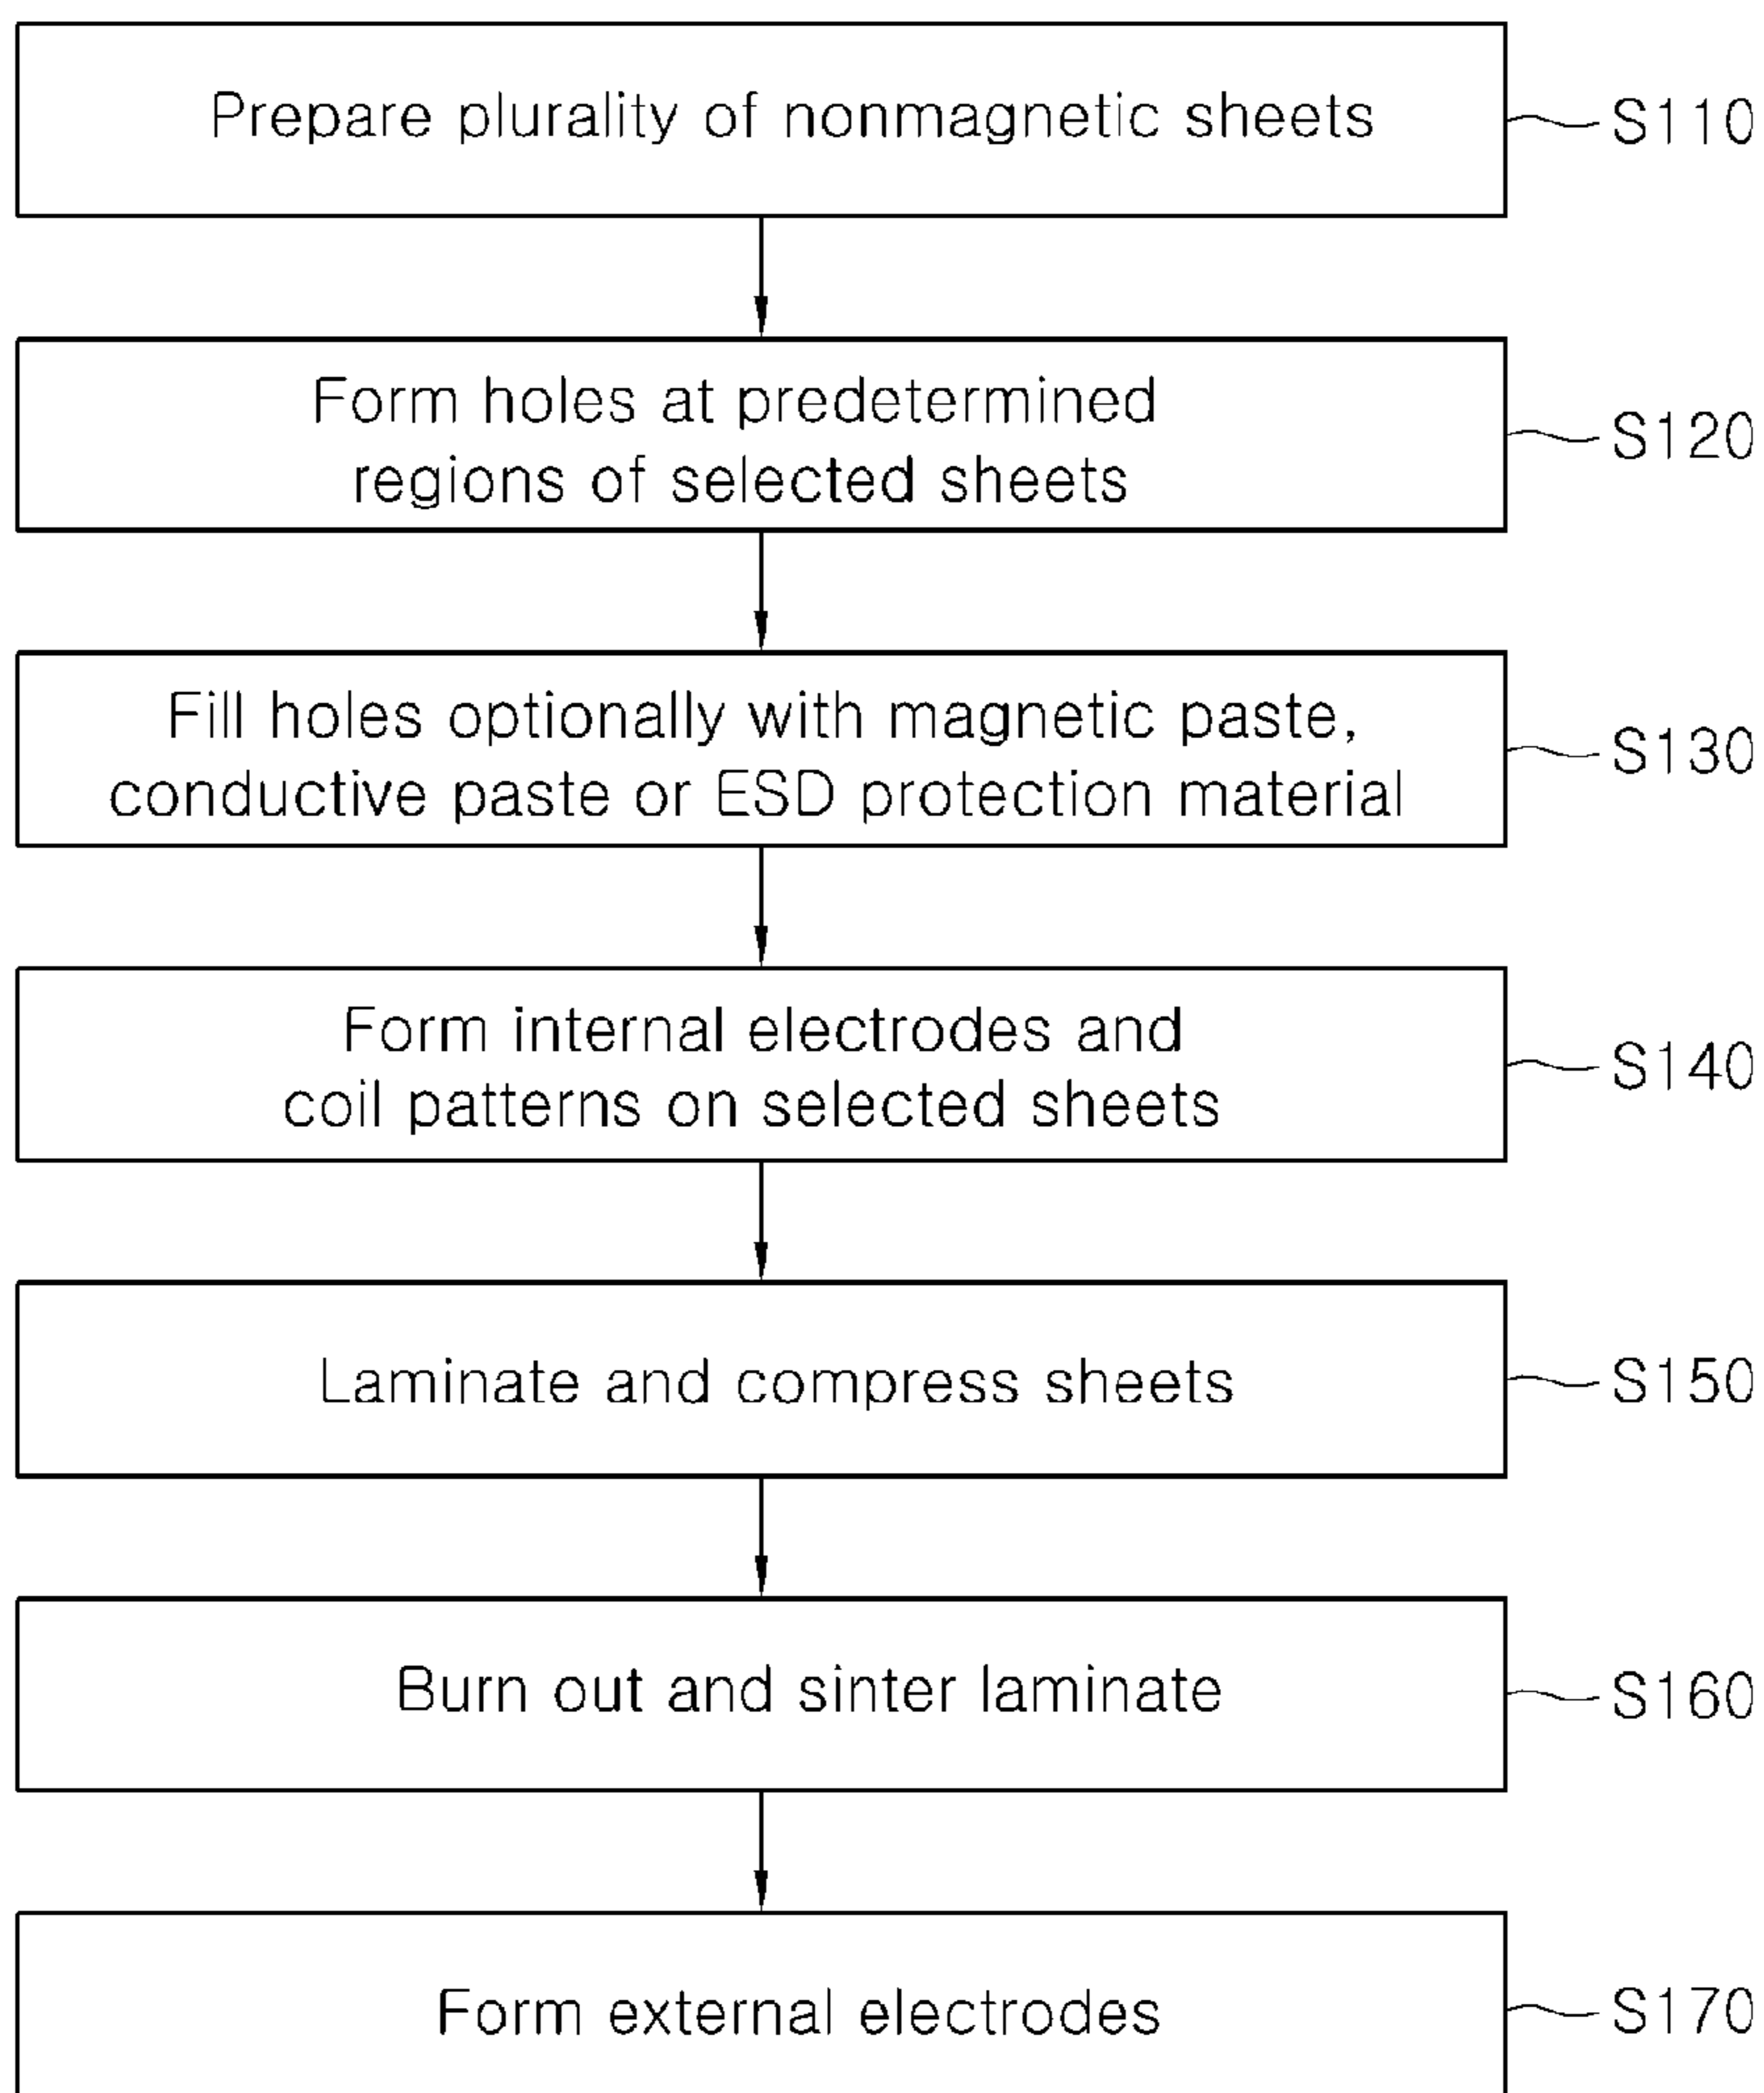 Prepare plurality of nonmagnetic sheets
S110
Form holes at predetermined
regions of selected sheets
S120
Fill holes optionally with magnetic paste,
conductive paste or ESD protection material
S130
Form internal electrodes and
coil patterns on selected sheets
S140
Laminate and compress sheets
S150
Burn out and sinter laminate
S160
Form external electrodes
S170